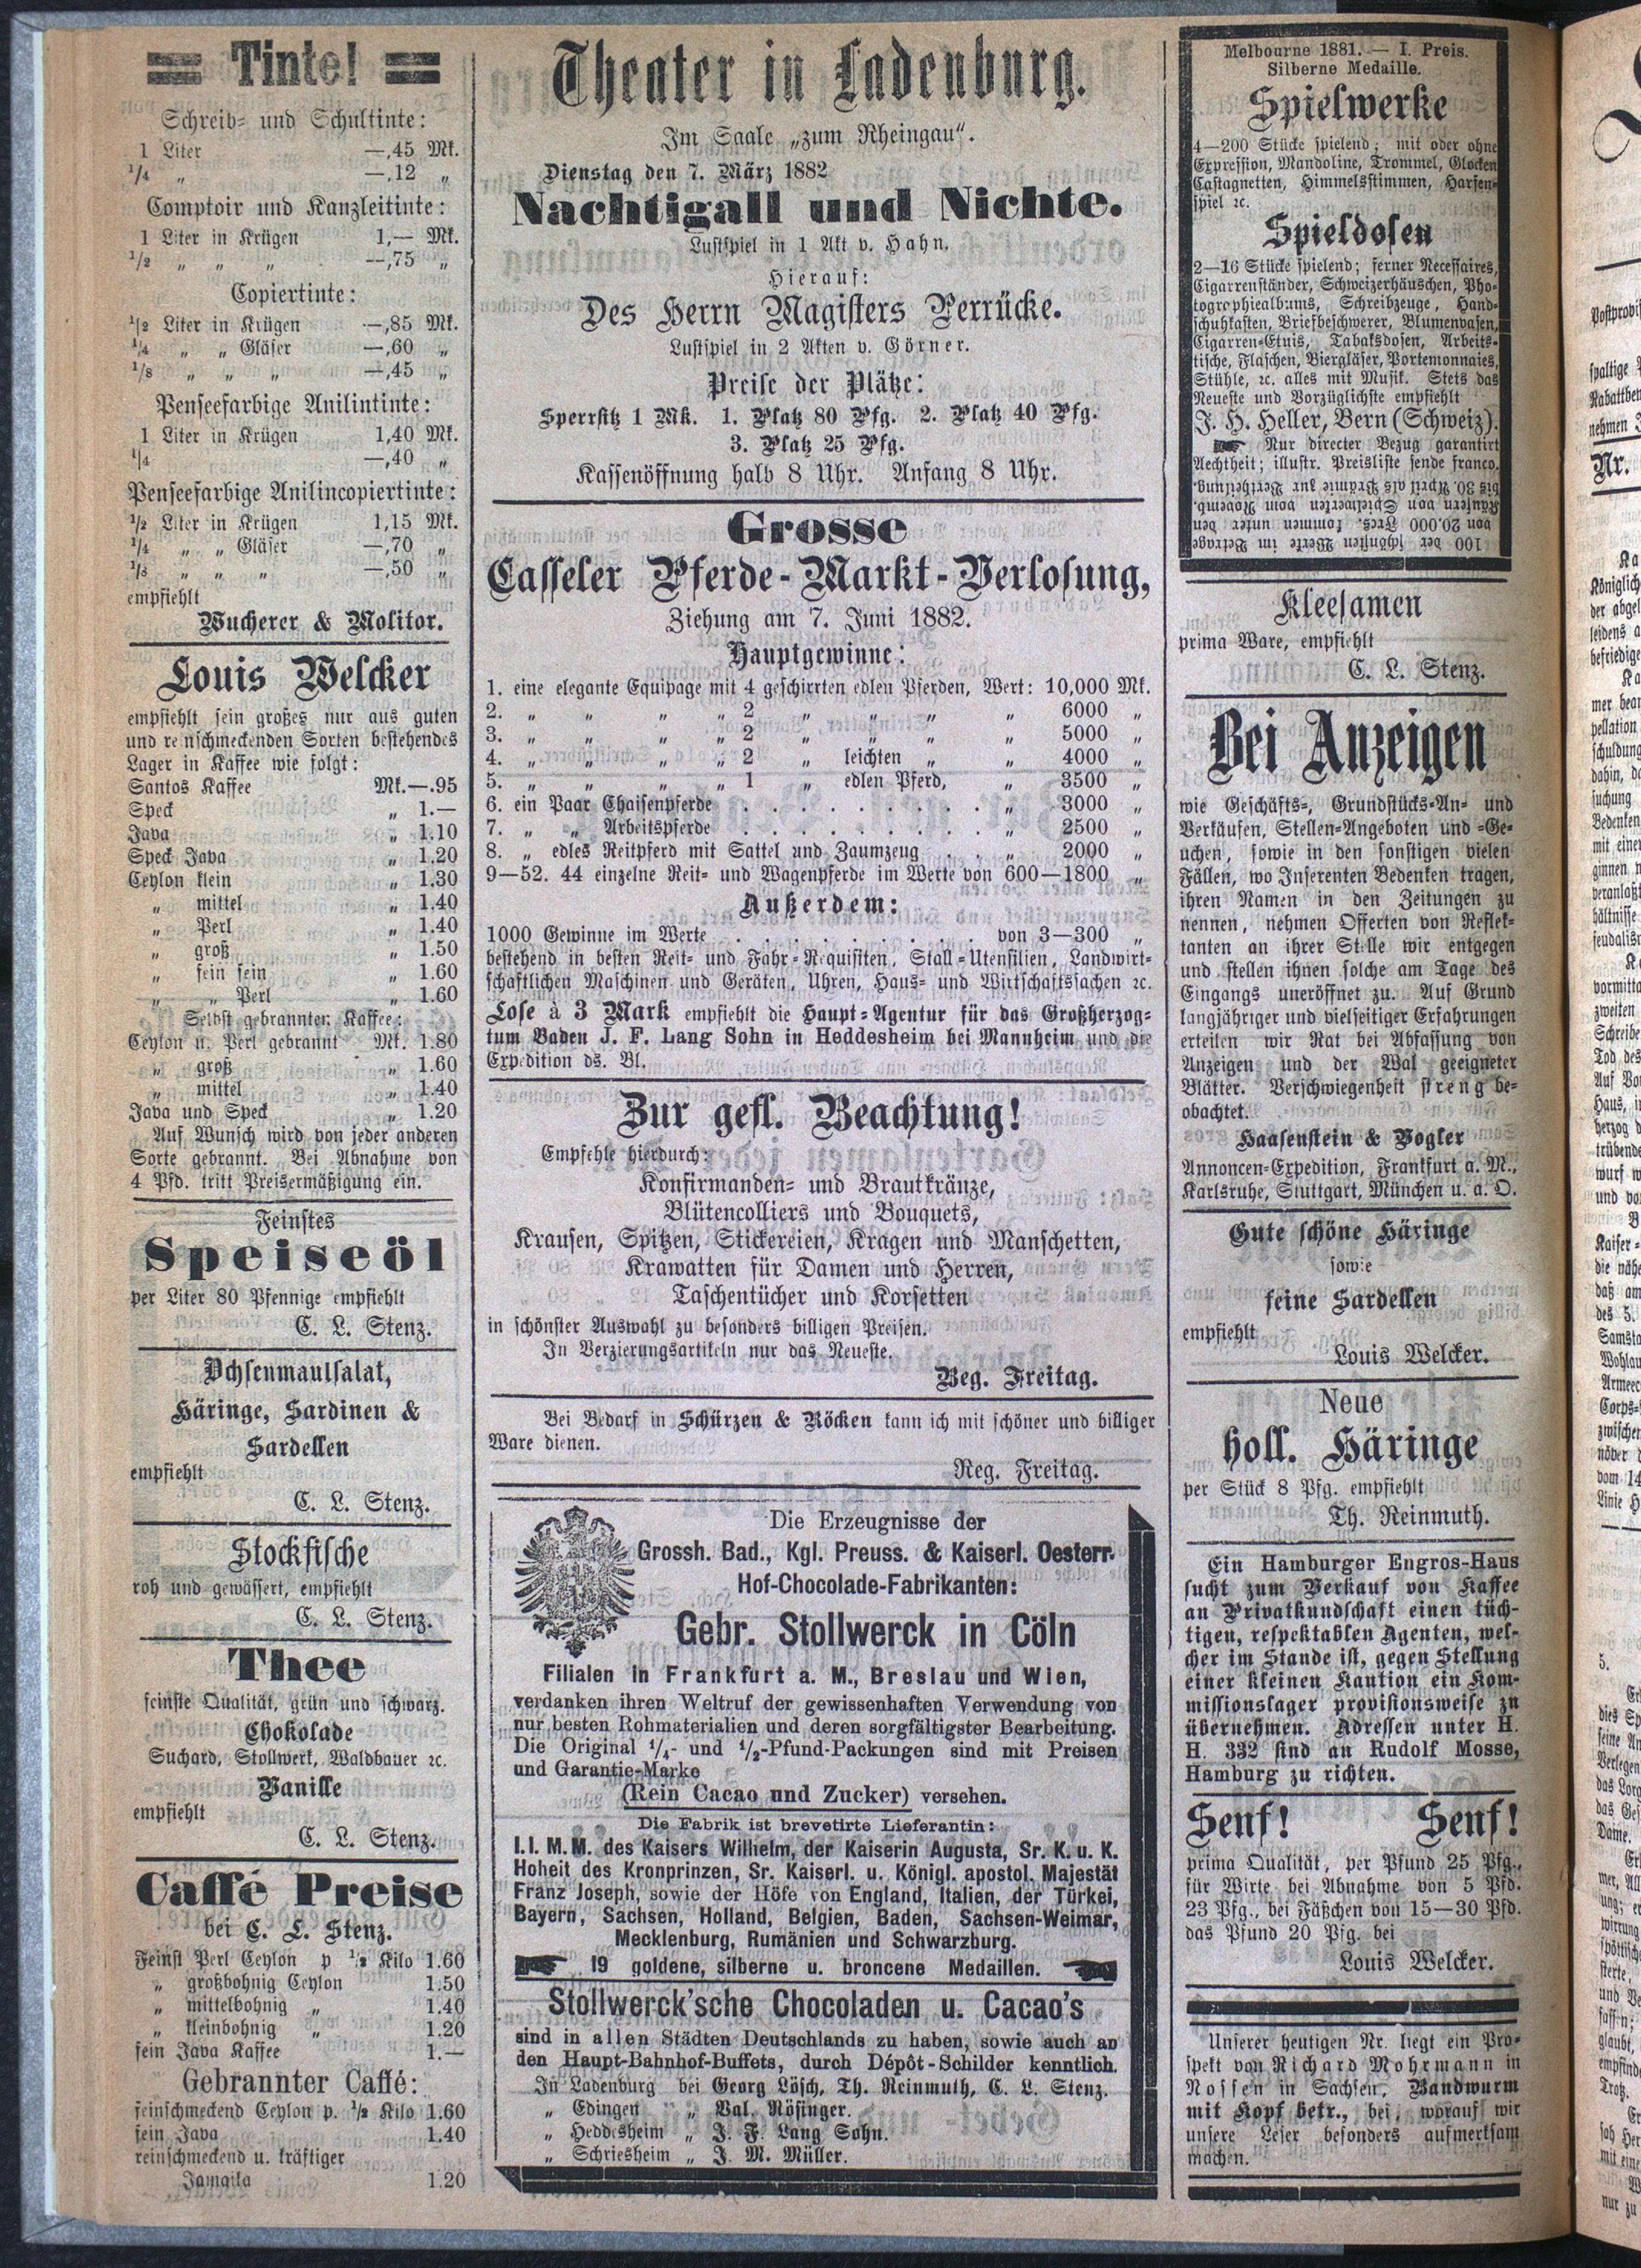 Tinte!
Schreib- und Schultinte:
1 Liter —,45 Mk.
1/4 „ —,12 „
Comptoir und Kanzleitinte:
1 Liter in Krügen 1,— Mk.
1/2 „ „ „ —,75 „
Copiertinte:
1/2 Liter in Krügen —,85 Mk.
1/4 „ „ Gläser —,60 „
1/8 „ „ „ —,45 „
Penseefarbige Anilintinte:
1 Liter in Krügen 1,40 Mk.
1/4 —,40 „
Penseefarbige Anilincopiertinte:
1/2 Liter in Krügen 1,15 Mk.
1/4 „ „ Gläser —,70 „
1/8 „ „ „ —,50 „
empfiehlt
Wucherer & Molitor.
Louis Welcker
empfiehlt sein großes nur aus guten
und reinschmeckenden Sorten bestehendes
Lager in Kaffee wie folgt:
Santos Kaffee Mk.—.95
Speck „ 1.—
Java „ 1.10
Speck Java „ 1.20
Ceylon klein „ 1.30
„ mittel „ 1.40
„ Perl „ 1.40
„ groß „ 1.50
„ fein fein „ 1.60
„ „ Perl „ 1.60
Selbst gebrannter Kaffee:
Ceylon u. Perl gebrannt Mk. 1.80
„ groß „ 1.60
„ mittel „ 1.40
Java und Speck „ 1.20
Auf Wunsch wird von jeder anderen
Sorte gebrannt. Bei Abnahme von
4 Pfd. tritt Preisermäßigung ein.
Feinstes
Speiseöl
per Liter 80 Pfennige empfiehlt
C. L. Stenz.
Ochsenmaulsalat,
Häringe, Sardinen &
Sardellen
empfiehlt
C. L. Stenz.
Stockfische
roh und gewässert, empfiehlt
C. L. Stenz.
Thee
feinste Qualität, grün und schwarz.
Chokolade
Suchard, Stollwerk, Waldbauer ꝛc.
Vanille
empfiehlt
C. L. Stenz.
Caffé Preise
bei C. L. Stenz.
Feinst Perl Ceylon p 1/2 Kilo 1.60
„ großbohnig Ceylon 1.50
„ mittelbohnig „ 1.40
„ kleinbohnig „ 1.20
fein Java Kaffee 1.—
Gebrannter Caffé:
feinschmeckend Ceylon p. 1/2 Kilo 1.60
fein Java 1.40
reinschmeckend u. kräftiger
Jamaika 1.20
Theater in Ladenburg.
Im Saale „zum Rheingau“.
Dienstag den 7. März 1882
Nachtigall und Nichte.
Lustspiel in 1 Akt v. Hahn.
Hierauf:
Des Herrn Magisters Perrücke.
Lustspiel in 2 Akten v. Görner.
Preise der Plätze:
Sperrsitz 1 Mk. 1. Platz 80 Pfg. 2. Platz 40 Pfg.
3. Platz 25 Pfg.
Kassenöffnung halb 8 Uhr. Anfang 8 Uhr.
Grosse
Casseler Pferde-Markt-Verlosung,
Ziehung am 7. Juni 1882.
Hauptgewinne:
1. eine elegante Equipage mit 4 geschirrten edlen Pferden, Wert: 10,000 Mk.
2. „ „ „ „ 2 „ „ „ „ 6000 „
3. „ „ „ „ 2 „ „ „ „ 5000 „
4. „ „ „ „ 2 „ leichten „ „ 4000 „
5. „ „ „ „ 1 „ edlen Pferd, „ 3500 „
6. ein Paar Chaisenpferde . . . . . . . . . „ 3000 „
7. „ „ Arbeitspferde . . . . . . . . . „ 2500 „
8. „ edles Reitpferd mit Sattel und Zaumzeug . . „ 2000 „
9—52. 44 einzelne Reit- und Wagenpferde im Werte von 600—1800 „
Außerdem:
1000 Gewinne im Werte . . . . . . . . . von 3—300 „
bestehend in besten Reit- und Fahr-Requisiten, Stall-Utensilien, Landwirt-
schaftlichen Maschinen und Geräten, Uhren, Haus- und Wirtschaftssachen ꝛc.
Lose à 3 Mark empfiehlt die Haupt-Agentur für das Großherzog-
tum Baden J. F. Lang Sohn in Heddesheim bei Mannheim und die
Expedition ds. Bl.
Zur gefl. Beachtung!
Empfehle hierdurch:
Konfirmanden- und Brautkränze,
Blütencolliers und Bouquets,
Krausen, Spitzen, Stickereien, Kragen und Manschetten,
Krawatten für Damen und Herren,
Taschentücher und Korsetten
in schönster Auswahl zu besonders billigen Preisen.
In Verzierungsartikeln nur das Neueste.
Beg. Freitag.
Bei Bedarf in Schürzen & Röcken kann ich mit schöner und billiger
Ware dienen.
Reg. Freitag.
Die Erzeugnisse der
Grossh. Bad., Kgl. Preuss. & Kaiserl. Oesterr.
Hof-Chocolade-Fabrikanten:
Gebr. Stollwerck in Cöln
Filialen in Frankfurt a. M., Breslau und Wien,
verdanken ihren Weltruf der gewissenhaften Verwendung von
nur besten Rohmaterialien und deren sorgfältigster Bearbeitung.
Die Original 1/4- und 1/2-Pfund-Packungen sind mit Preisen
und Garantie-Marke
(Rein Cacao und Zucker) versehen.
Die Fabrik ist brevetirte Lieferantin:
I.I. M.M. des Kaisers Wilhelm, der Kaiserin Augusta, Sr. K. u. K.
Hoheit des Kronprinzen, Sr. Kaiserl. u. Königl. apostol. Majestät
Franz Joseph, sowie der Höfe von England, Italien, der Türkei,
Bayern, Sachsen, Holland, Belgien, Baden, Sachsen-Weimar,
Mecklenburg, Rumänien und Schwarzburg.
19 goldene, silberne u. broncene Medaillen.
Stollwerck'sche Chocoladen u. Cacao's
sind in allen Städten Deutschlands zu haben, sowie auch an
den Haupt-Bahnhof-Buffets, durch Dépôt-Schilder kenntlich.
In Ladenburg bei Georg Lösch, Th. Reinmuth, C. L. Stenz.
„ Edingen „ Val. Rösinger.
„ Heddesheim „ J. F. Lang Sohn.
„ Schriesheim „ J. M. Müller.
Melbourne 1881. — I. Preis.
Silberne Medaille.
Spielwerke
4—200 Stücke spielend; mit oder ohne
Expression, Mandoline, Trommel, Glocken
Castagnetten, Himmelsstimmen, Harfen-
spiel ꝛc.
Spieldosen
2—16 Stücke spielend; ferner Necessaires,
Cigarrenständer, Schweizerhäuschen, Pho-
tographiealbums, Schreibzeuge, Hand-
schuhkasten, Briefbeschwerer, Blumenvasen,
Cigarren-Etuis, Tabaksdosen, Arbeits-
tische, Flaschen, Biergläser, Portemonnaies,
Stühle, ꝛc. alles mit Musik. Stets das
Neueste und Vorzüglichste empfiehlt
J. H. Heller, Bern (Schweiz).
Nur directer Bezug garantirt
Aechtheit; illustr. Preisliste sende franco.
100 der schönsten Werke im Betrage
von 20,000 Frcs. kommen unter den
Käufern von Spielwerken vom Novemb.
bis 30. April als Prämie zur Vertheilung.
Kleesamen
prima Ware, empfiehlt
C. L. Stenz.
Bei Anzeigen
wie Geschäfts-, Grundstücks-An- und
Verkäufen, Stellen-Angeboten und -Ge-
uchen, sowie in den sonstigen vielen
Fällen, wo Inserenten Bedenken tragen,
ihren Namen in den Zeitungen zu
nennen, nehmen Offerten von Reflek-
tanten an ihrer Stelle wir entgegen
und stellen ihnen solche am Tage des
Eingangs uneröffnet zu. Auf Grund
langjähriger und vielseitiger Erfahrungen
erteilen wir Rat bei Abfassung von
Anzeigen und der Wal geeigneter
Blätter. Verschwiegenheit streng be-
obachtet.
Haasenstein & Vogler
Annoncen-Expedition, Frankfurt a. M.,
Karlsruhe, Stuttgart, München u. a. O.
Gute schöne Häringe
sowie
feine Sardellen
empfiehlt
Louis Welcker.
Neue
holl. Häringe
per Stück 8 Pfg. empfiehlt
Th. Reinmuth.
Ein Hamburger Engros-Haus
sucht zum Verkauf von Kaffee
an Privatkundschaft einen tüch-
tigen, respektablen Agenten, wel-
cher im Stande ist, gegen Stellung
einer kleinen Kaution ein Kom-
missionslager provisionsweise zu
übernehmen. Adressen unter H.
H. 332 sind an Rudolf Mosse,
Hamburg zu richten.
Senf! Senf!
prima Qualität, per Pfund 25 Pfg.,
für Wirte bei Abnahme von 5 Pfd.
23 Pfg., bei Fäßchen von 15—30 Pfd.
das Pfund 20 Pfg. bei
Louis Welcker.
Unserer heutigen Nr. liegt ein Pro-
spekt von Richard Mohrmann in
Nossen in Sachsen, Bandwurm
mit Kopf betr., bei, worauf wir
unsere Leser besonders aufmerksam
machen.